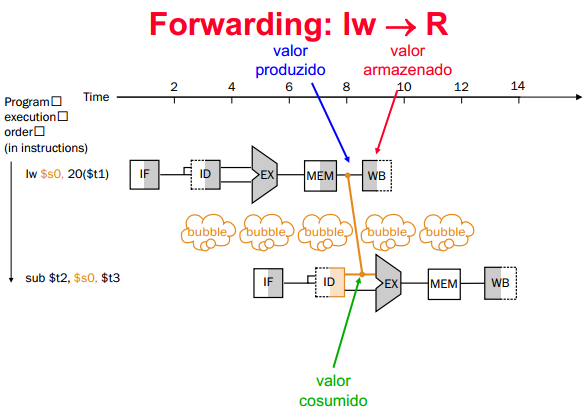 Forwarding: lw → R
valor
produzido
valor
armazenado
2 4 6 8 10 12 14
Time
Program□
execution□
order□
(in instructions)
lw $s0, 20($t1)
IF ID EX MEM WB
bubble bubble bubble bubble bubble
sub $t2, $s0, $t3
IF ID EX MEM WB
valor
cosumido